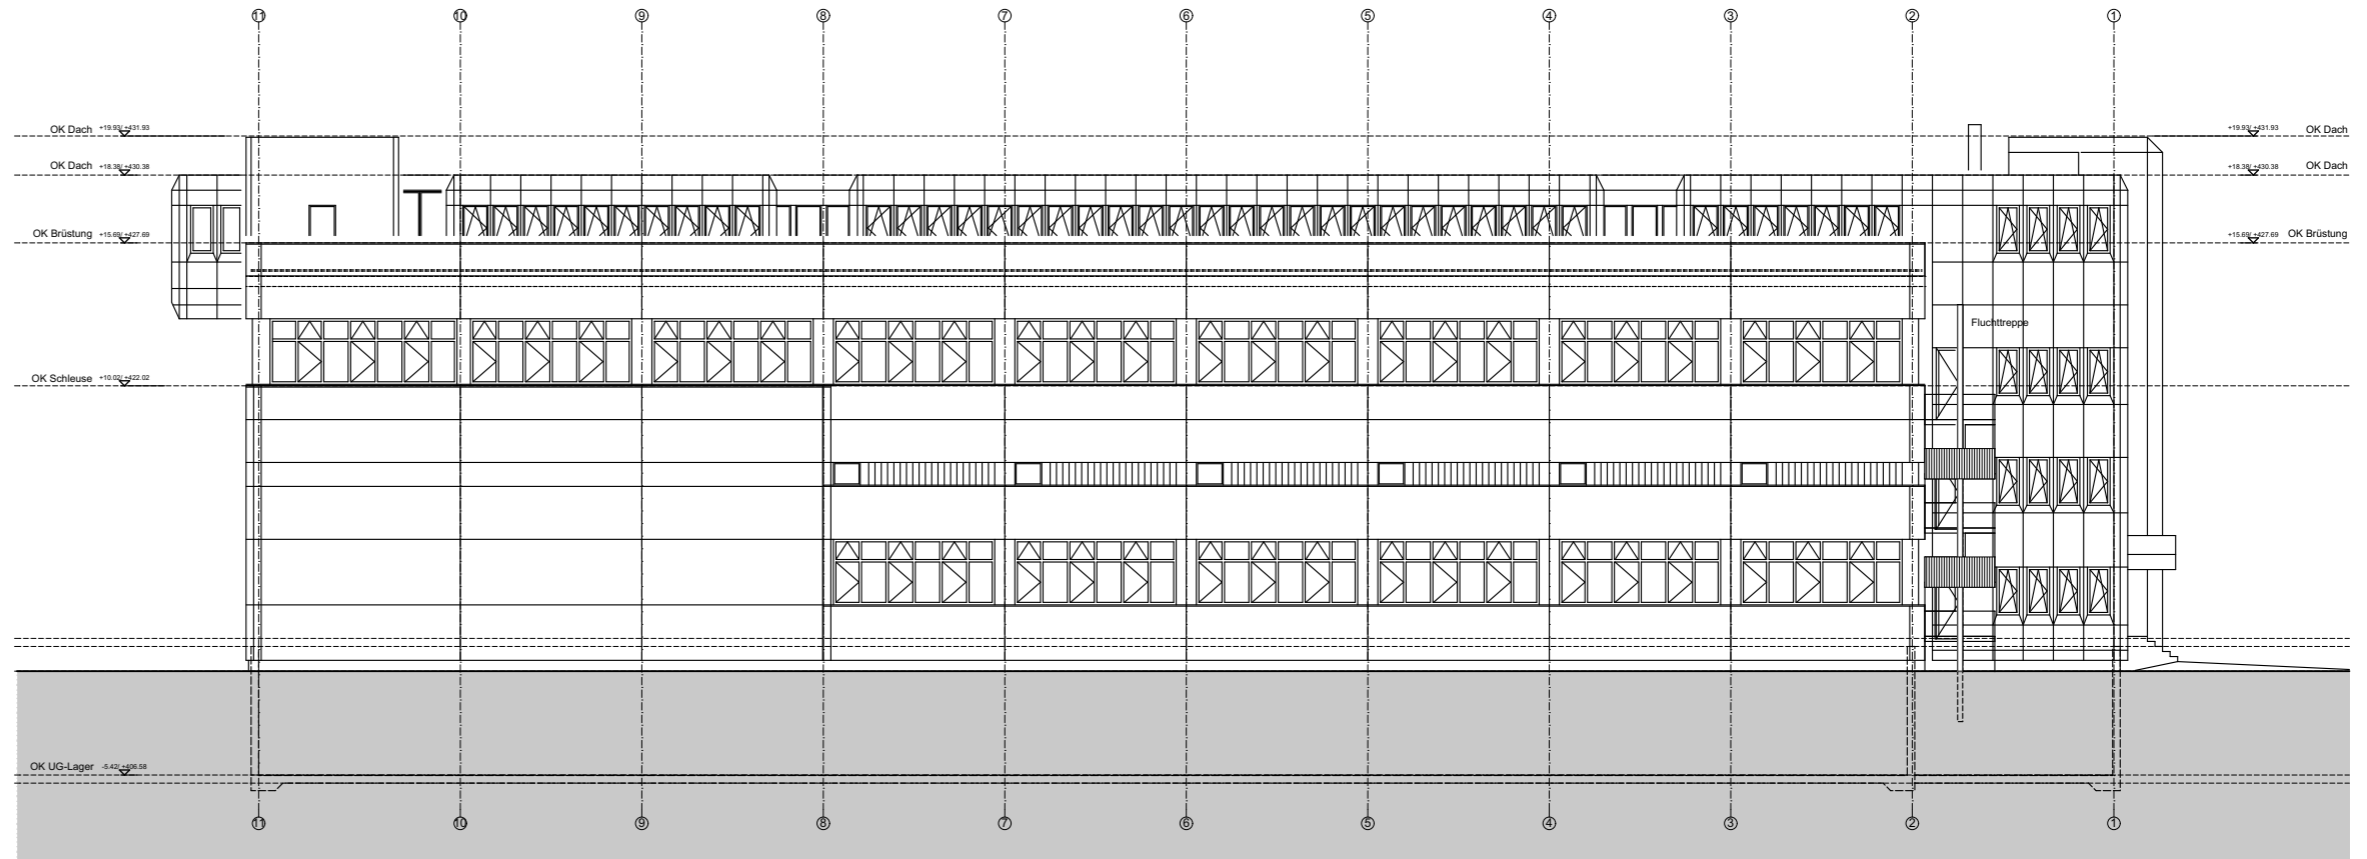 11 10 9 8 7 6 5 4 3 2 1
OK Dach +19.93/ +431.93
+19.93/ +431.93 OK Dach
OK Dach +18.38/ +430.38
+18.38/ +430.38 OK Dach
OK Brüstung +15.69/ +427.69
+15.69/ +427.69 OK Brüstung
Fluchttreppe
OK Schleuse +10.02/ +422.02
OK UG-Lager -5.42/ +406.58
11 10 9 8 7 6 5 4 3 2 1